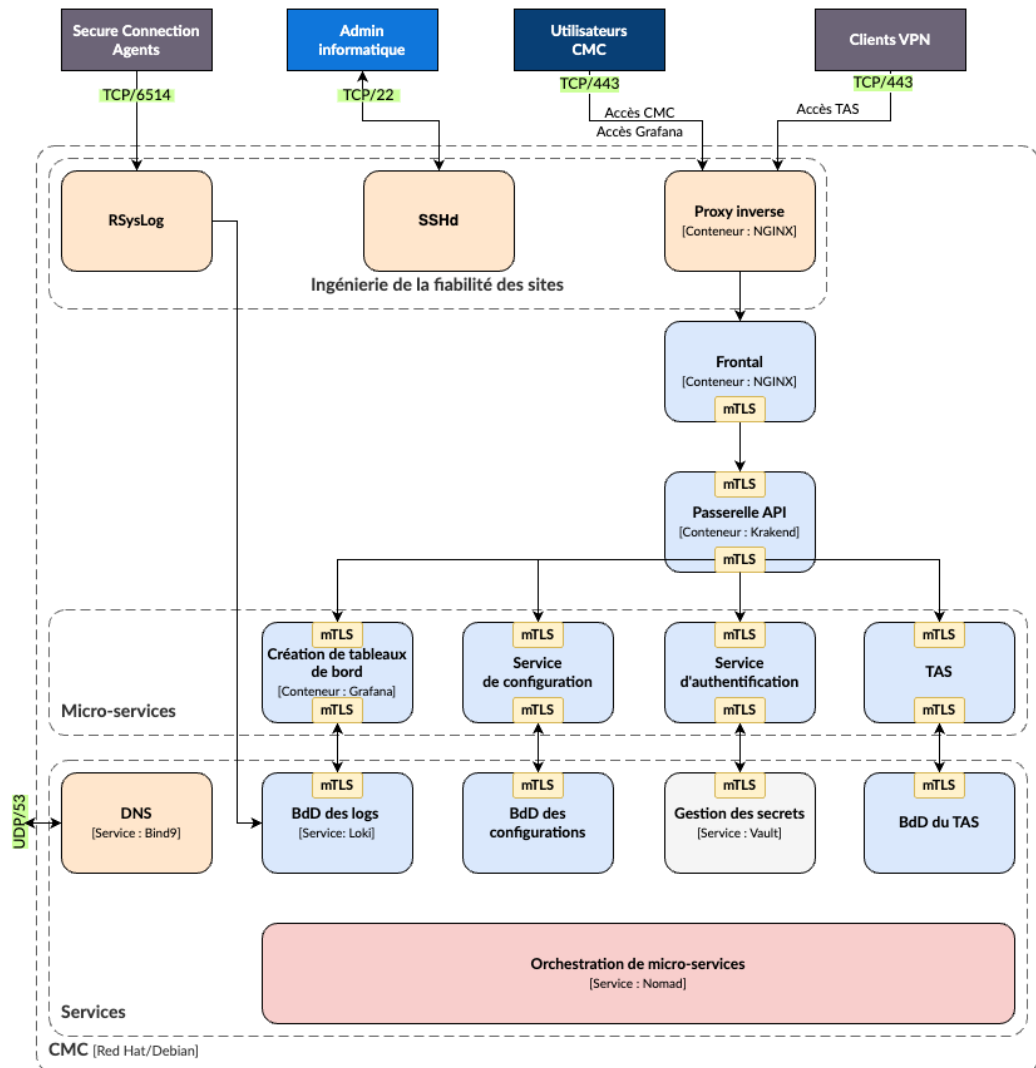 Secure Connection
Agents
Admin
informatique
Utilisateurs
CMC
Clients VPN
TCP/6514
TCP/22
TCP/443
TCP/443
Accès CMC
Accès Grafana
Accès TAS
RSysLog
SSHd
Proxy inverse
[Conteneur : NGINX]
Ingénierie de la fiabilité des sites
Frontal
[Conteneur : NGINX]
mTLS
mTLS
Passerelle API
[Conteneur : Krakend]
mTLS
mTLS
mTLS
mTLS
mTLS
Création de tableaux
de bord
[Conteneur : Grafana]
Service
de configuration
Service
d'authentification
TAS
mTLS
mTLS
mTLS
mTLS
Micro-services
UDP/53
DNS
[Service : Bind9]
mTLS
BdD des logs
[Service: Loki]
mTLS
BdD des
configurations
mTLS
Gestion des secrets
[Service : Vault]
mTLS
BdD du TAS
Orchestration de micro-services
[Service : Nomad]
Services
CMC [Red Hat/Debian]